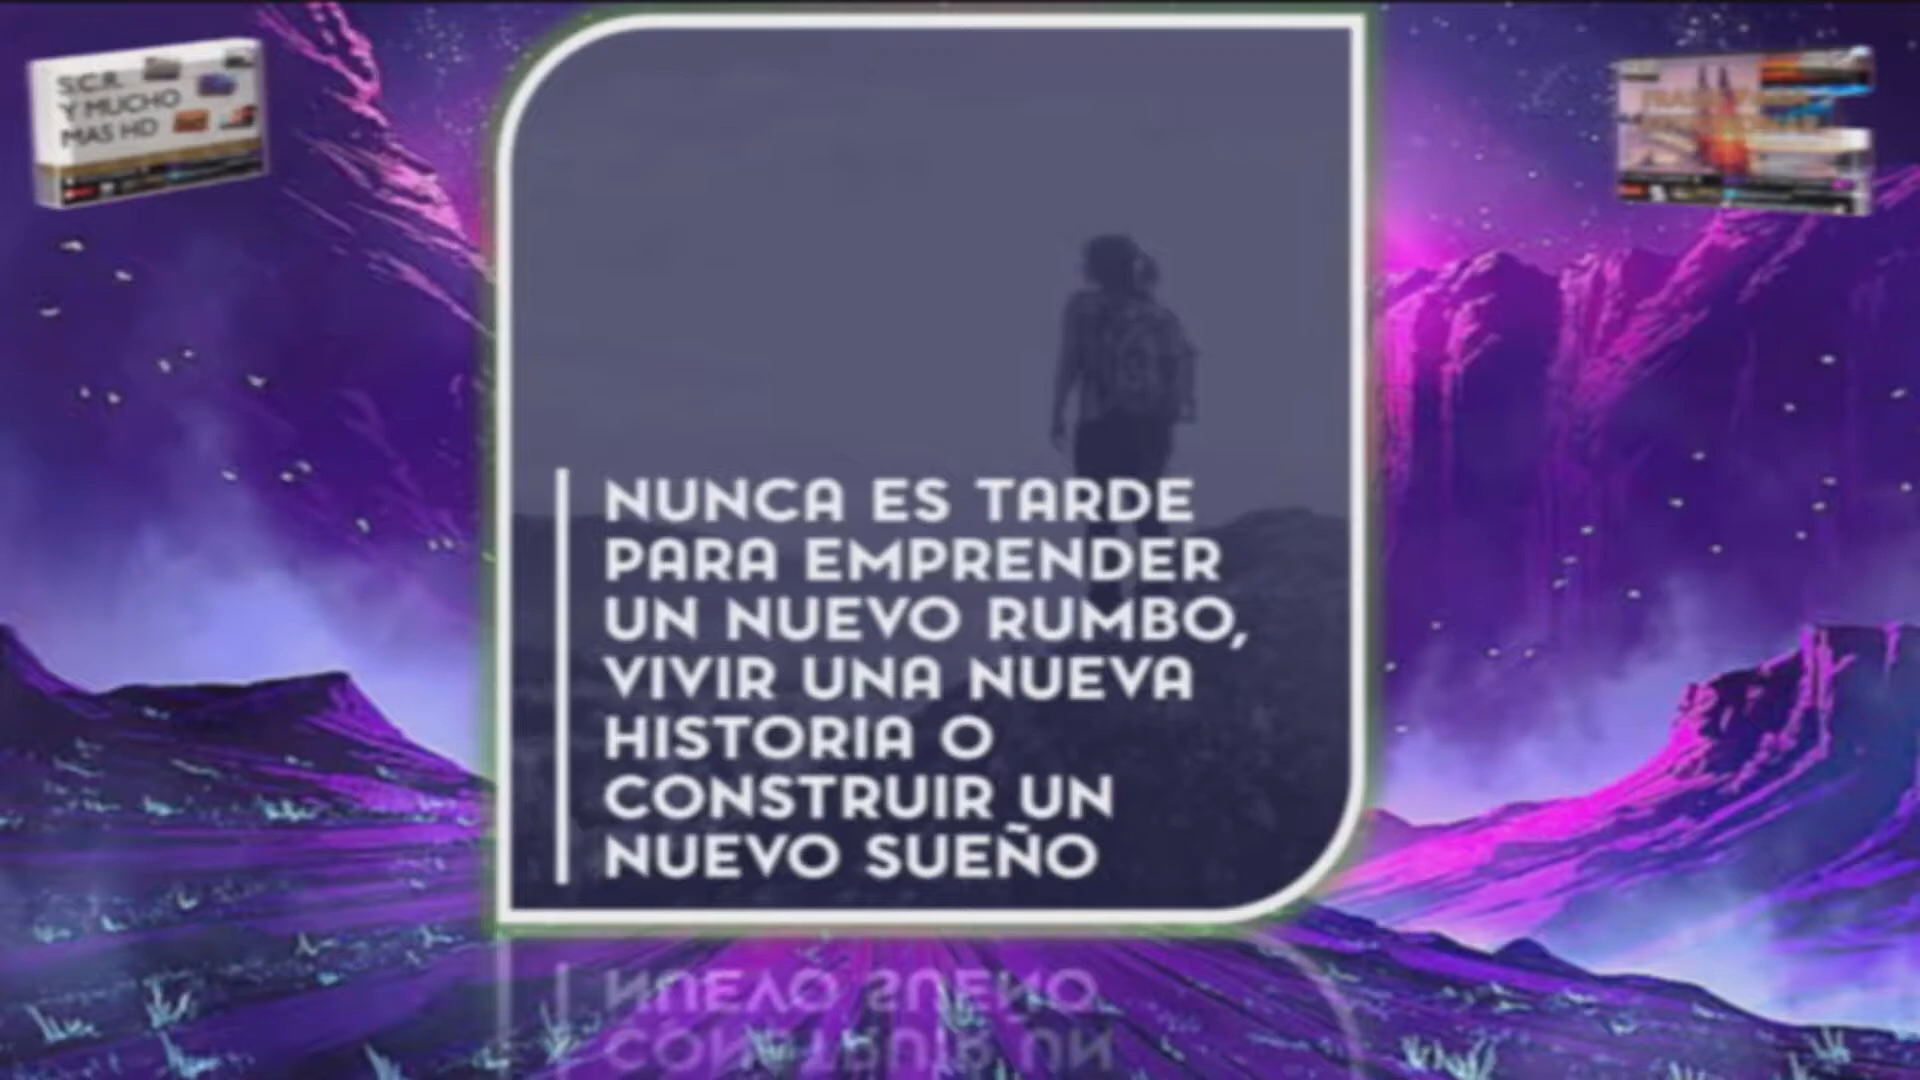 S.C.R.
Y MUCHO
MAS HD
NUNCA ES TARDE
PARA EMPRENDER
UN NUEVO RUMBO,
VIVIR UNA NUEVA
HISTORIA O
CONSTRUIR UN
NUEVO SUEÑO